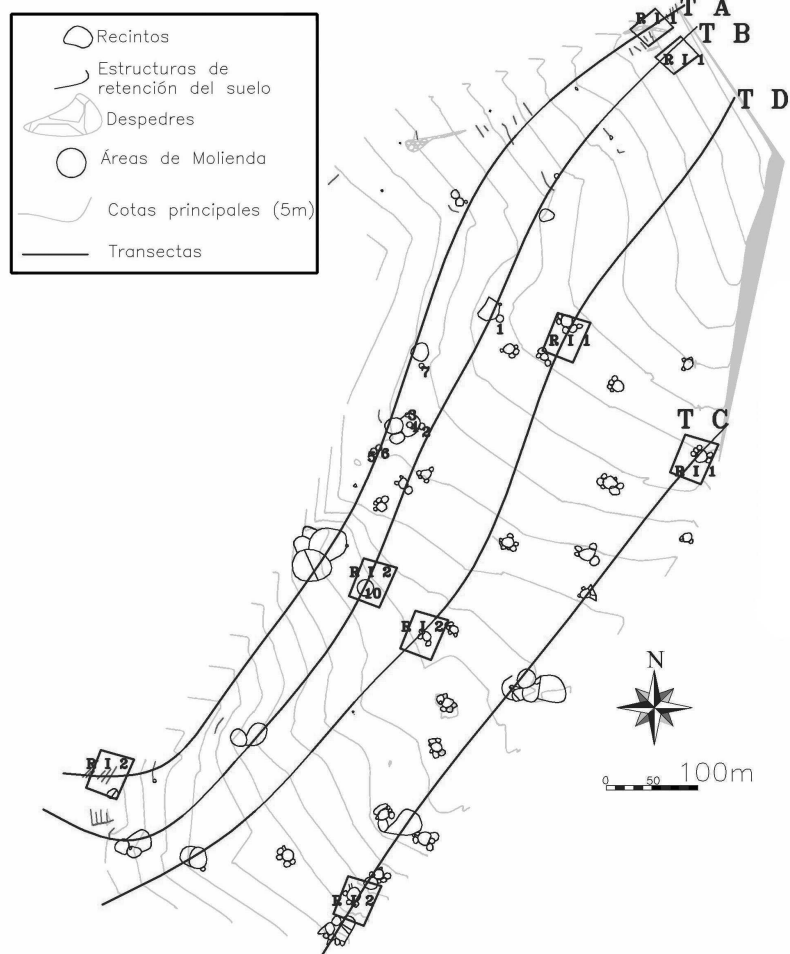 Recintos
Estructuras de
retención del suelo
Despedres
Áreas de Molienda
Cotas principales (5m)
Transectas
T A
R I 1
T B
R I 1
T D
1
R I 1
7
3
4
2
5
6
T C
R I 1
R I 2
10
R I 2
N
0 50 100m
R I 2
R I 2